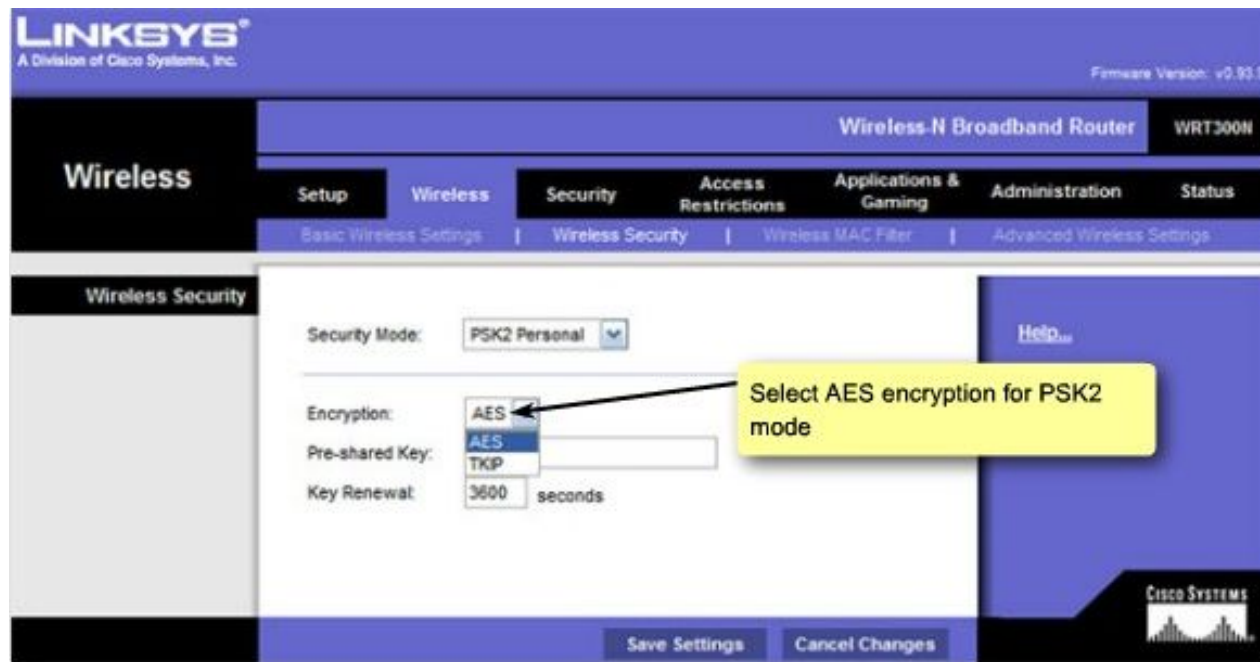 LINKSYS®
A Division of Cisco Systems, Inc.
Firmware Version: v0.93.
Wireless-N Broadband Router WRT300N
Wireless
Setup Wireless Security Access Restrictions Applications & Gaming Administration Status
Basic Wireless Settings | Wireless Security | Wireless MAC Filter | Advanced Wireless Settings
Wireless Security
Security Mode: PSK2 Personal
Help...
Select AES encryption for PSK2
mode
Encryption: AES
AES
TKIP
Pre-shared Key:
Key Renewal: 3600 seconds
CISCO SYSTEMS
Save Settings Cancel Changes